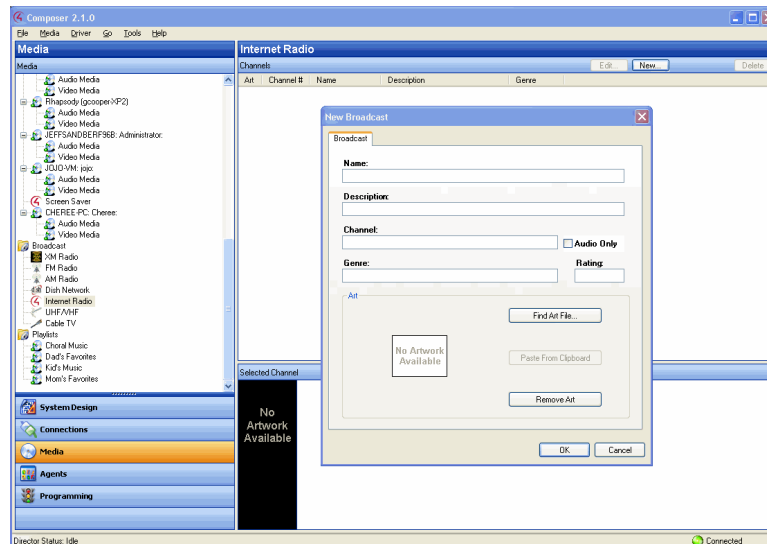 Composer 2.1.0
File Media Driver Go Tools Help
Media
Media
Audio Media
Rhapsody (gcooper-XP2)
Audio Media
Video Media
JEFFSANDBERF96B: Administrator:
Audio Media
Video Media
JOJO-VM: jojo:
Audio Media
Video Media
Screen Saver
CHEREE-PC: Cheree:
Audio Media
Video Media
Broadcast
XM Radio
FM Radio
AM Radio
Dish Network
Internet Radio
UHF/VHF
Cable TV
Playlists
Choral Music
Dad's Favorites
Kid's Music
Mom's Favorites
System Design
Connections
Media
Agents
Programming
Internet Radio
Channels Edit... New... Delete
Art Channel # Name Description Genre
New Broadcast
Broadcast
Name:
Description:
Channel:
Audio Only
Genre: Rating:
Art
Find Art File...
No Artwork
Available
Paste From Clipboard
Remove Art
OK Cancel
Selected Channel
No
Artwork
Available
Director Status: Idle Connected